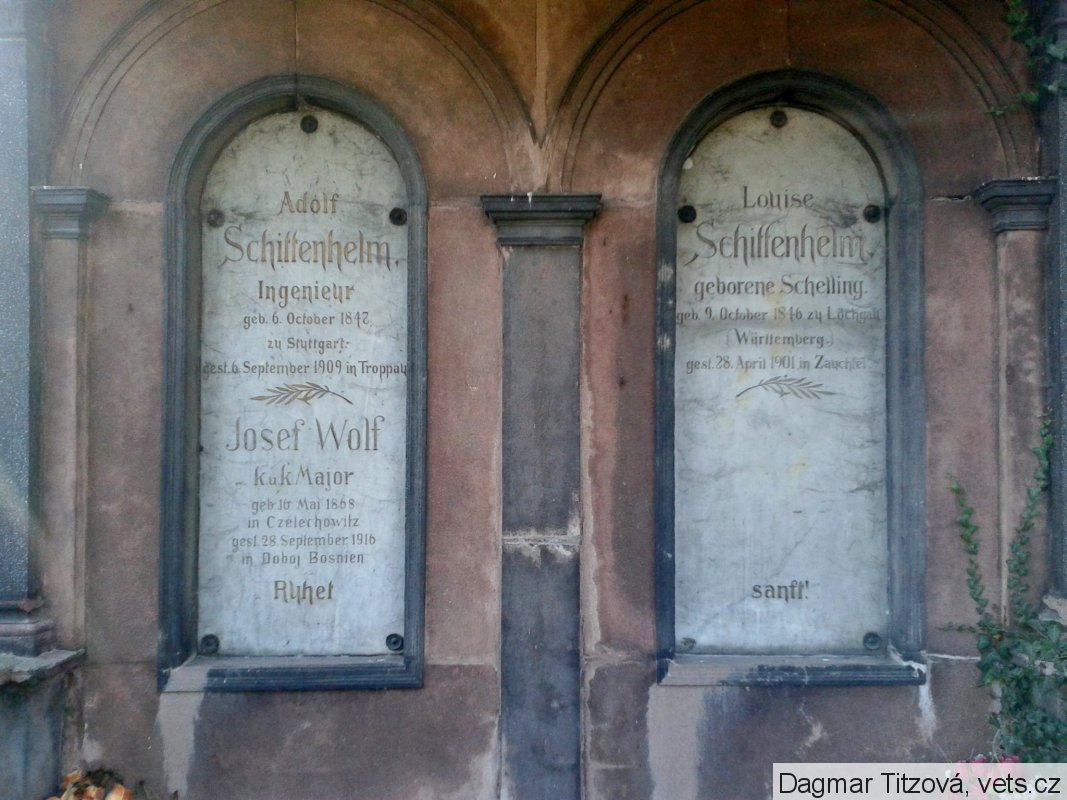 Adolf
Schittenhelm,
Ingenieur
geb. 6. October 1842
zu Stuttgart
gest. 6. September 1909 in Troppau
Josef Wolf
k.u.k. Major
geb. 10 Mai 1868
in Czelechowitz
gest. 28. September 1916
in Doboj Bosnien
Ruhet
Louise
Schittenhelm,
geborene Schelling,
geb. 9. October 1846 zu Löchgau
(Württemberg)
gest. 28. April 1901 in Zauchtel
sanft!
Dagmar Titzová, vets.cz